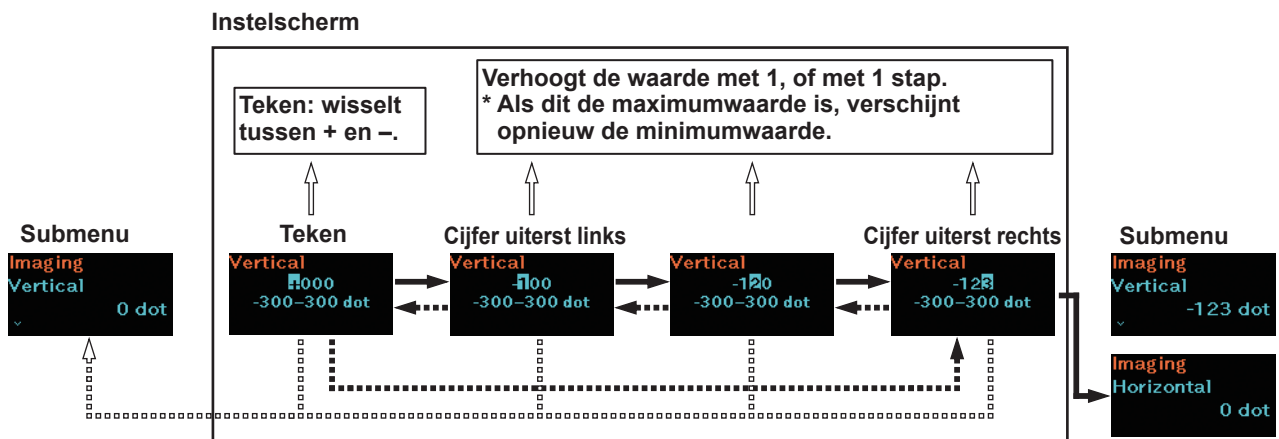 Instelscherm
Teken: wisselt
tussen + en –.
Verhoogt de waarde met 1, of met 1 stap.
* Als dit de maximumwaarde is, verschijnt
opnieuw de minimumwaarde.
Submenu
Imaging
Vertical
0 dot
Teken
Vertical
+000
-300–300 dot
Cijfer uiterst links
Vertical
-100
-300–300 dot
Vertical
-120
-300–300 dot
Cijfer uiterst rechts
Vertical
-123
-300–300 dot
Submenu
Imaging
Vertical
-123 dot
Imaging
Horizontal
0 dot